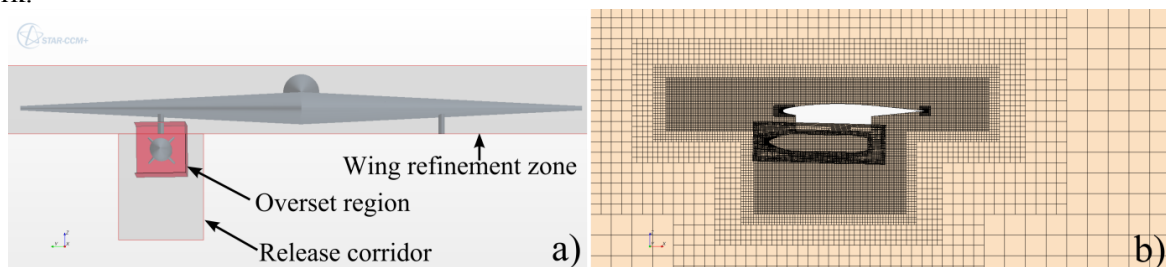 STAR-CCM+
Wing refinement zone
Overset region
Release corridor
a)
b)